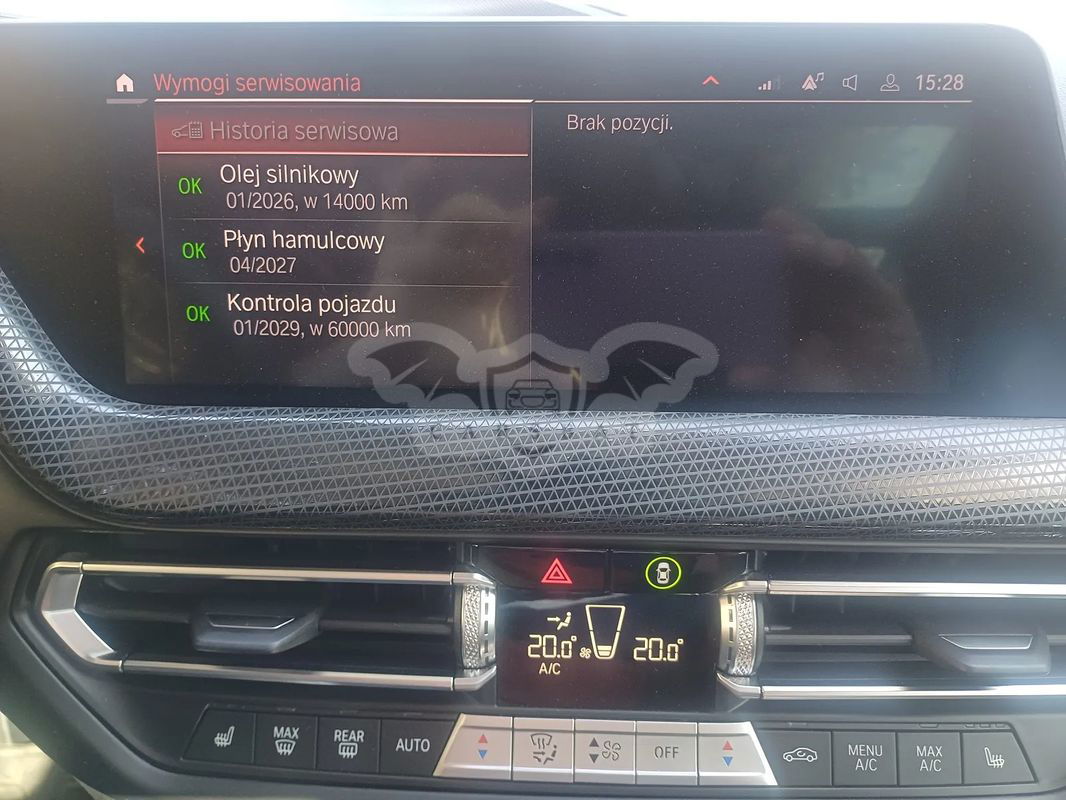 Wymogi serwisowania
15:28
Historia serwisowa
Brak pozycji.
OK Olej silnikowy
01/2026, w 14000 km
OK Płyn hamulcowy
04/2027
OK Kontrola pojazdu
01/2029, w 60000 km
20.0° 20.0°
A/C
MAX
REAR
AUTO
OFF
MENU
A/C
MAX
A/C